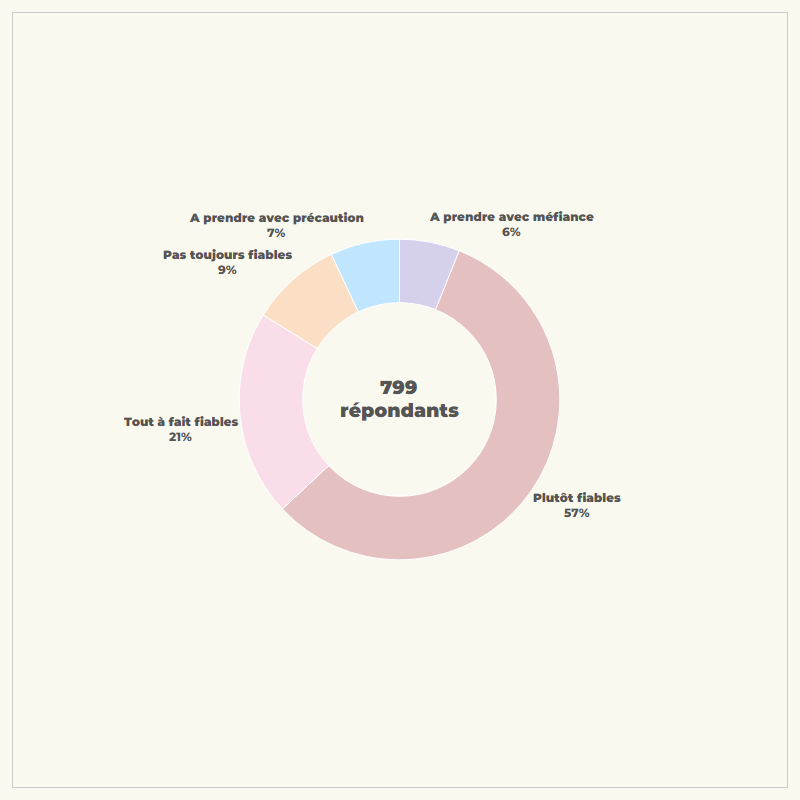 A prendre avec précaution
7%
A prendre avec méfiance
6%
Pas toujours fiables
9%
799
répondants
Tout à fait fiables
21%
Plutôt fiables
57%